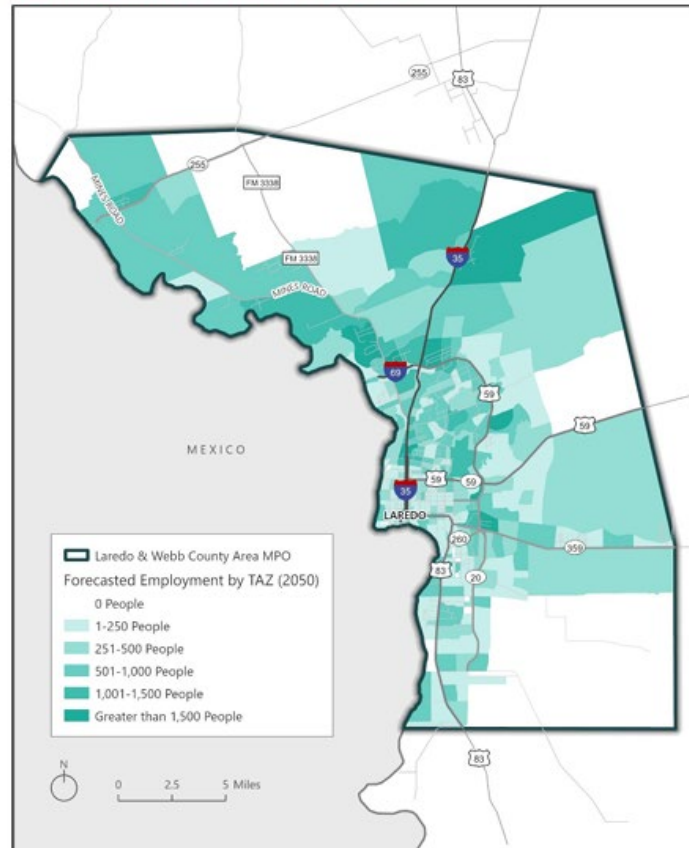 83
255
255
MINES ROAD
FM 3338
35
FM 3338
MINES ROAD
69
59
59
MEXICO
59
59
35
LAREDO
260
359
83
20
Laredo & Webb County Area MPO
Forecasted Employment by TAZ (2050)
0 People
1-250 People
251-500 People
501-1,000 People
1,001-1,500 People
Greater than 1,500 People
83
N
0 2.5 5 Miles